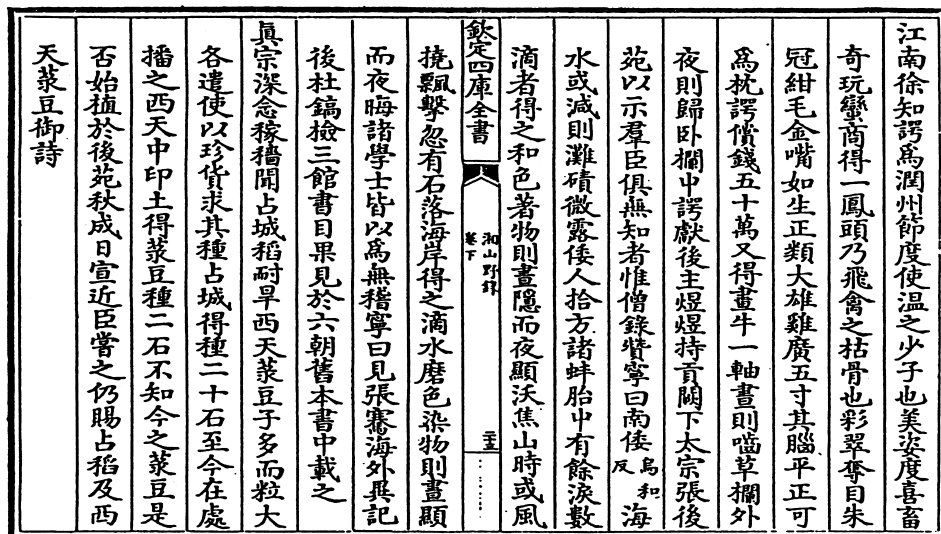 江南徐知諤為潤州節度使溫之少子也美姿度喜畜
奇玩蠻商得一鳳頭乃飛禽之枯骨也彩翠奪目朱
冠紺毛金嘴如生正類大雄雞廣五寸其腦平正可
為枕諤償錢五十萬又得畫牛一軸晝則嚙草欄外
夜則歸臥欄中諤獻後主煜煜持貢闕下太宗張後
苑以示羣臣俱無知者惟僧錄贊寧曰南倭烏和反海
水或減則灘磧微露倭人拾方諸蚌胎中有餘淚數
滴者得之和色著物則晝隱而夜顯沃焦山時或風
欽定四庫全書
湘山野録
卷下
二十五
撓飄擊忽有石落海岸得之滴水磨色染物則晝顯
而夜晦諸學士皆以為無稽寧曰見張騫海外異記
後杜鎬檢三館書目果見於六朝舊本書中載之
真宗深念稼穡聞占城稻耐旱西天菉豆子多而粒大
各遣使以珍貨求其種占城得種二十石至今在處
播之西天中印土得菉豆種二石不知今之菉豆是
否始植於後苑秋成日宣近臣嘗之仍賜占稻及西
天菉豆御詩